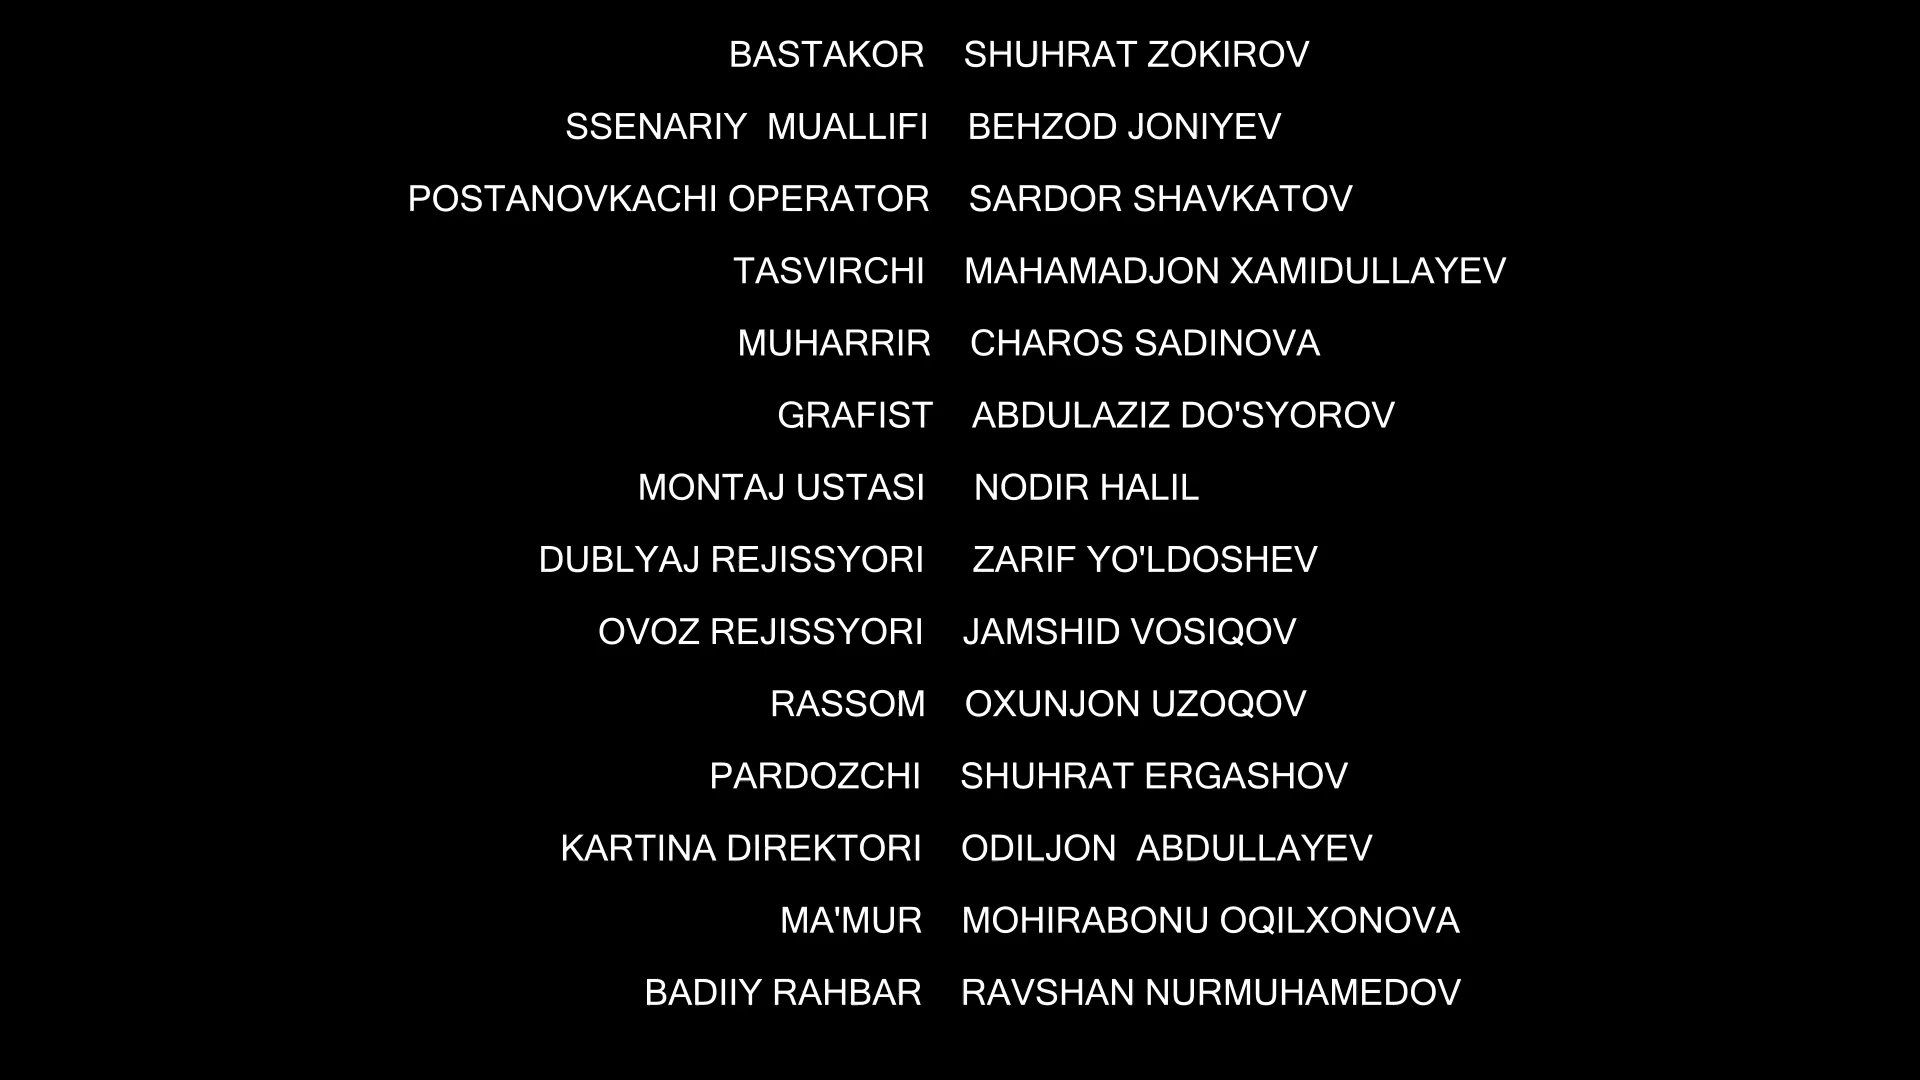 BASTAKOR SHUHRAT ZOKIROV
SSENARIY MUALLIFI BEHZOD JONIYEV
POSTANOVKACHI OPERATOR SARDOR SHAVKATOV
TASVIRCHI MAHAMADJON XAMIDULLAYEV
MUHARRIR CHAROS SADINOVA
GRAFIST ABDULAZIZ DO'SYOROV
MONTAJ USTASI NODIR HALIL
DUBLYAJ REJISSYORI ZARIF YO'LDOSHEV
OVOZ REJISSYORI JAMSHID VOSIQOV
RASSOM OXUNJON UZOQOV
PARDOZCHI SHUHRAT ERGASHOV
KARTINA DIREKTORI ODILJON ABDULLAYEV
MA'MUR MOHIRABONU OQILXONOVA
BADIIY RAHBAR RAVSHAN NURMUHAMEDOV